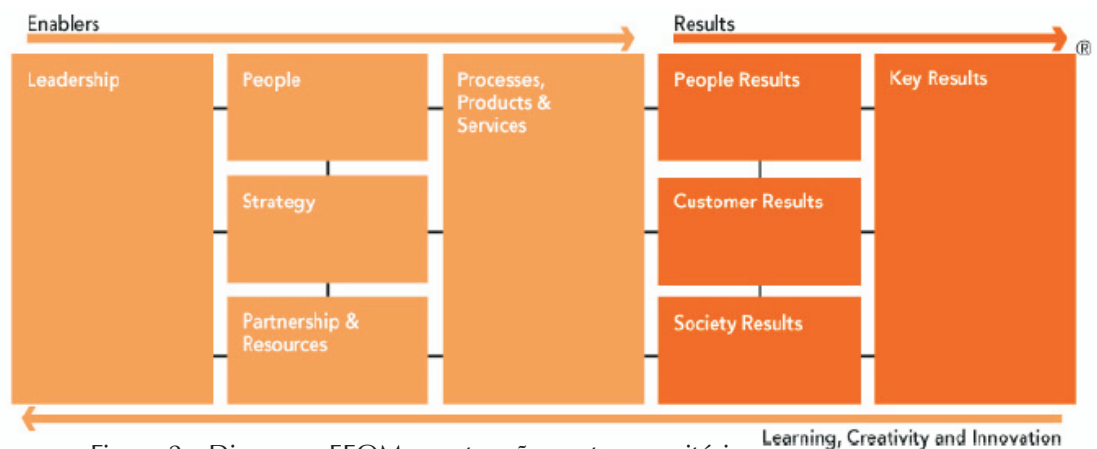 Enablers
Results
®
Leadership
People
Processes,
Products &
Services
People Results
Key Results
Strategy
Customer Results
Partnership &
Resources
Society Results
Learning, Creativity and Innovation